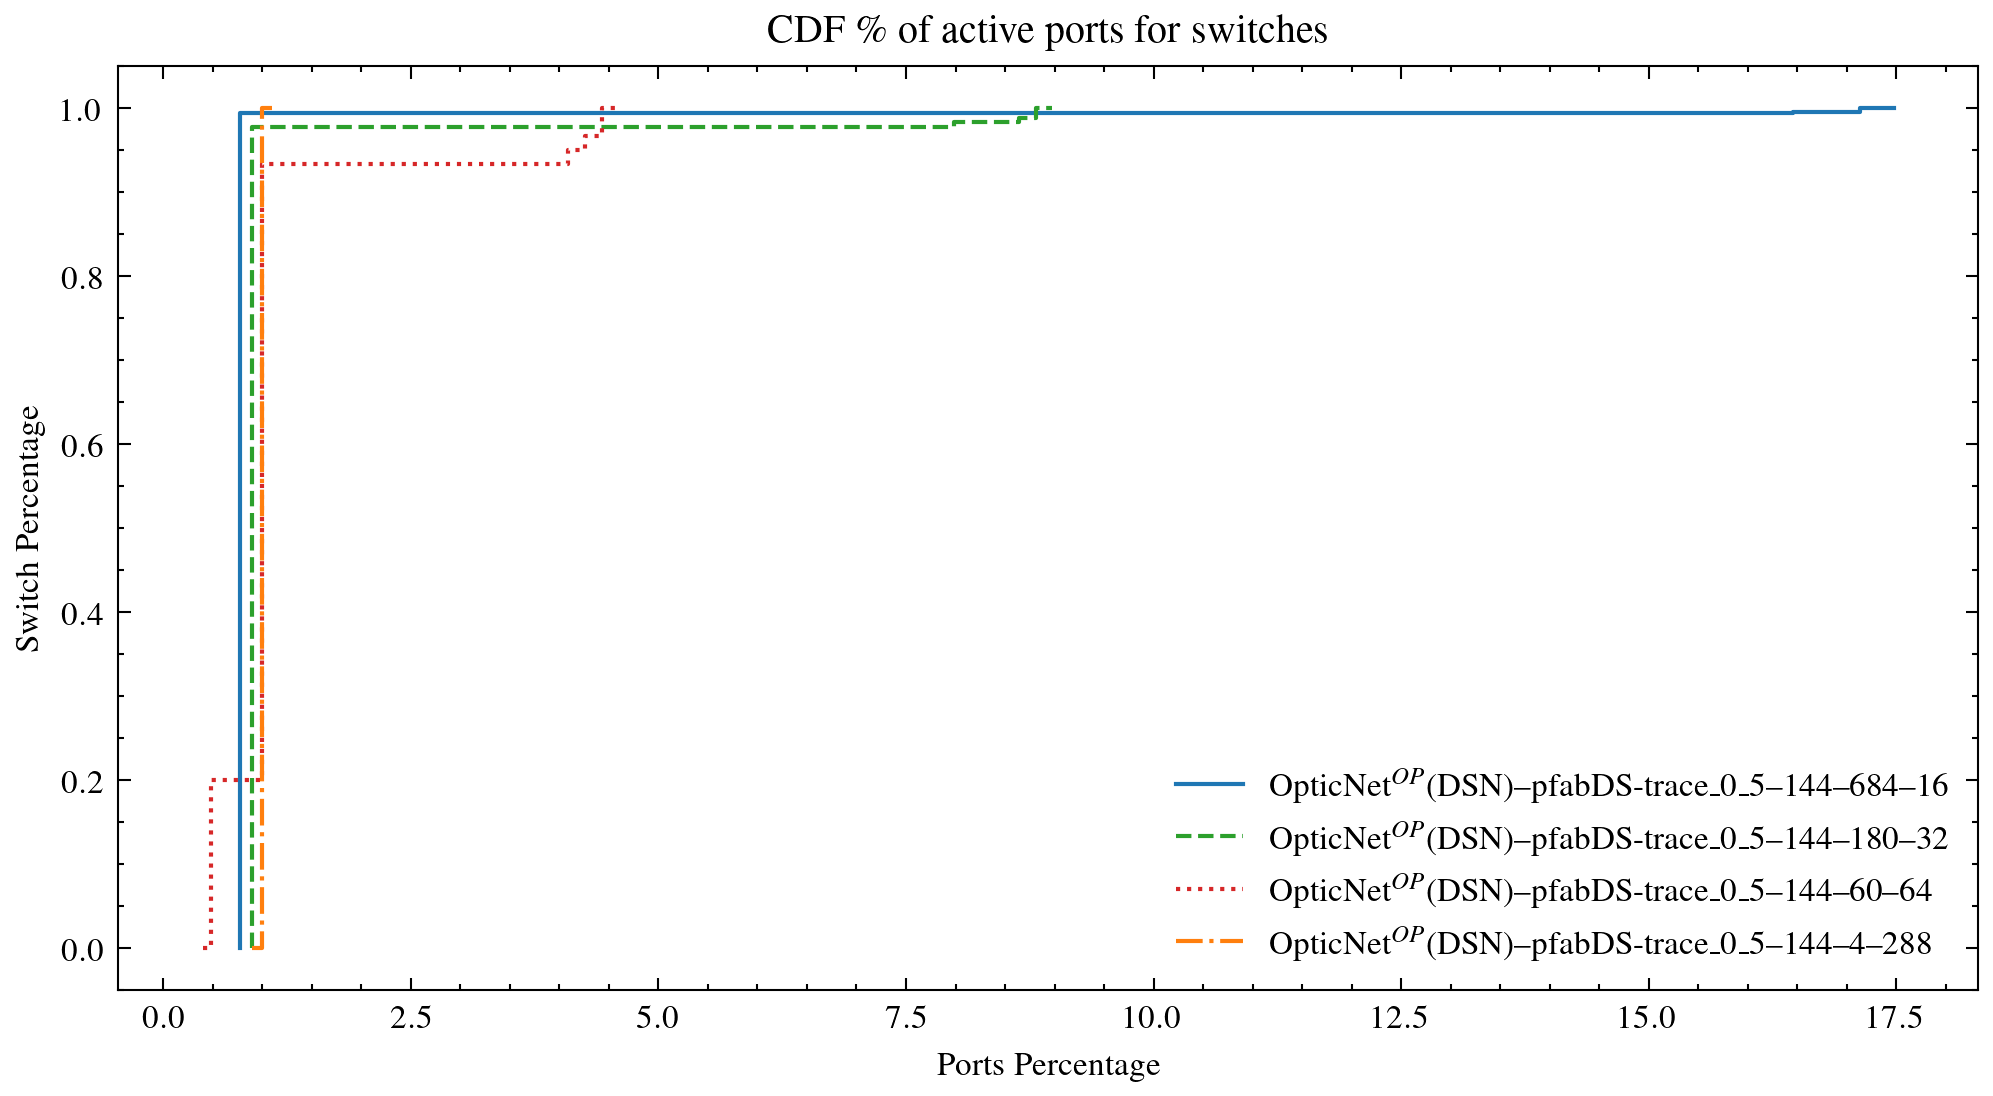 CDF % of active ports for switches
1.0
0.8
0.6
0.4
0.2
0.0
Switch Percentage
OpticNet^OP(DSN)–pfabDS-trace_0_5–144–684–16
OpticNet^OP(DSN)–pfabDS-trace_0_5–144–180–32
OpticNet^OP(DSN)–pfabDS-trace_0_5–144–60–64
OpticNet^OP(DSN)–pfabDS-trace_0_5–144–4–288
0.0 2.5 5.0 7.5 10.0 12.5 15.0 17.5
Ports Percentage